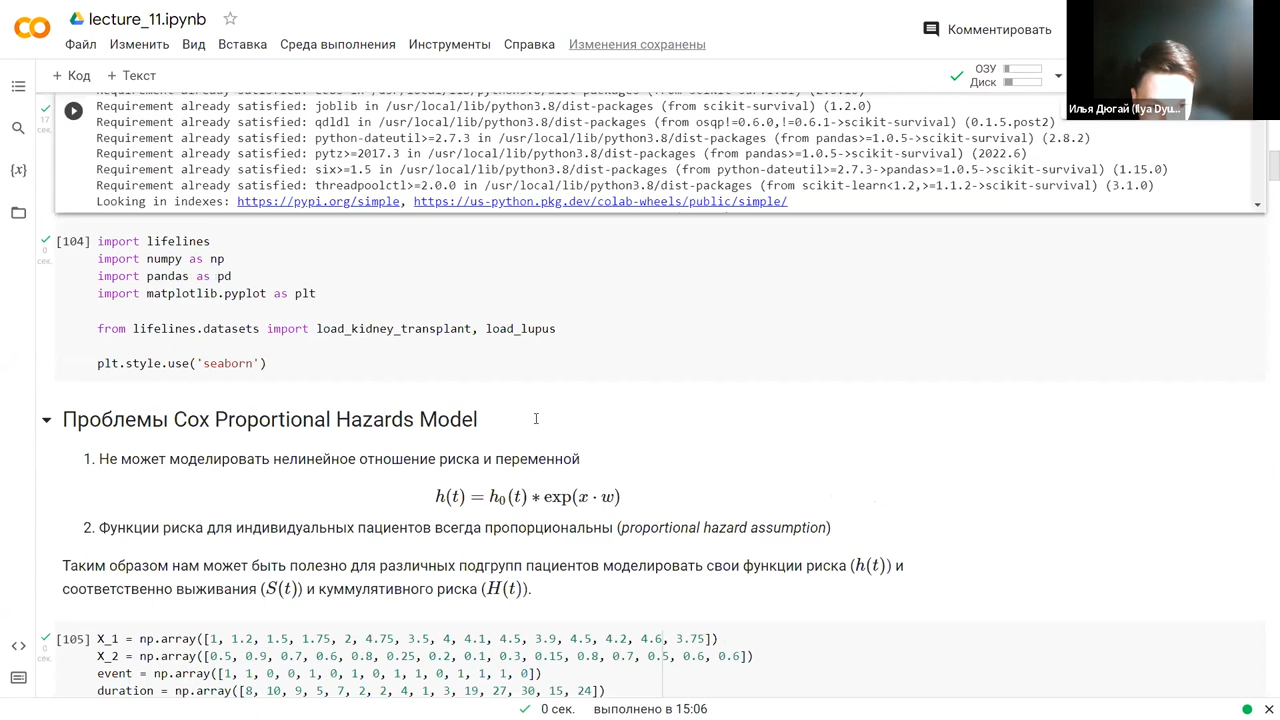 lecture_11.ipynb
Файл Изменить Вид Вставка Среда выполнения Инструменты Справка Изменения сохранены
Комментировать
+ Код + Текст
ОЗУ
Диск
Илья Дюгай (Ilya Dyu...
17
сек.
Requirement already satisfied: joblib in /usr/local/lib/python3.8/dist-packages (from scikit-survival) (1.2.0)
Requirement already satisfied: qdldl in /usr/local/lib/python3.8/dist-packages (from osqp!=0.6.0,!=0.6.1->scikit-survival) (0.1.5.post2)
Requirement already satisfied: python-dateutil>=2.7.3 in /usr/local/lib/python3.8/dist-packages (from pandas>=1.0.5->scikit-survival) (2.8.2)
Requirement already satisfied: pytz>=2017.3 in /usr/local/lib/python3.8/dist-packages (from pandas>=1.0.5->scikit-survival) (2022.6)
Requirement already satisfied: six>=1.5 in /usr/local/lib/python3.8/dist-packages (from python-dateutil>=2.7.3->pandas>=1.0.5->scikit-survival) (1.15.0)
Requirement already satisfied: threadpoolctl>=2.0.0 in /usr/local/lib/python3.8/dist-packages (from scikit-learn<1.2,>=1.1.2->scikit-survival) (3.1.0)
Looking in indexes: https://pypi.org/simple, https://us-python.pkg.dev/colab-wheels/public/simple/
0
сек.
[104] import lifelines
import numpy as np
import pandas as pd
import matplotlib.pyplot as plt
from lifelines.datasets import load_kidney_transplant, load_lupus
plt.style.use('seaborn')
Проблемы Cox Proportional Hazards Model
1. Не может моделировать нелинейное отношение риска и переменной
h(t) = h₀(t) ∗ exp(x · w)
2. Функции риска для индивидуальных пациентов всегда пропорциональны (proportional hazard assumption)
Таким образом нам может быть полезно для различных подгрупп пациентов моделировать свои функции риска (h(t)) и
соответственно выживания (S(t)) и куммулятивного риска (H(t)).
0
сек.
[105] X_1 = np.array([1, 1.2, 1.5, 1.75, 2, 4.75, 3.5, 4, 4.1, 4.5, 3.9, 4.5, 4.2, 4.6, 3.75])
X_2 = np.array([0.5, 0.9, 0.7, 0.6, 0.8, 0.25, 0.2, 0.1, 0.3, 0.15, 0.8, 0.7, 0.5, 0.6, 0.6])
event = np.array([1, 1, 0, 0, 1, 0, 1, 0, 1, 1, 0, 1, 1, 1, 0])
duration = np.array([8, 10, 9, 5, 7, 2, 2, 4, 1, 3, 19, 27, 30, 15, 24])
0 сек. выполнено в 15:06